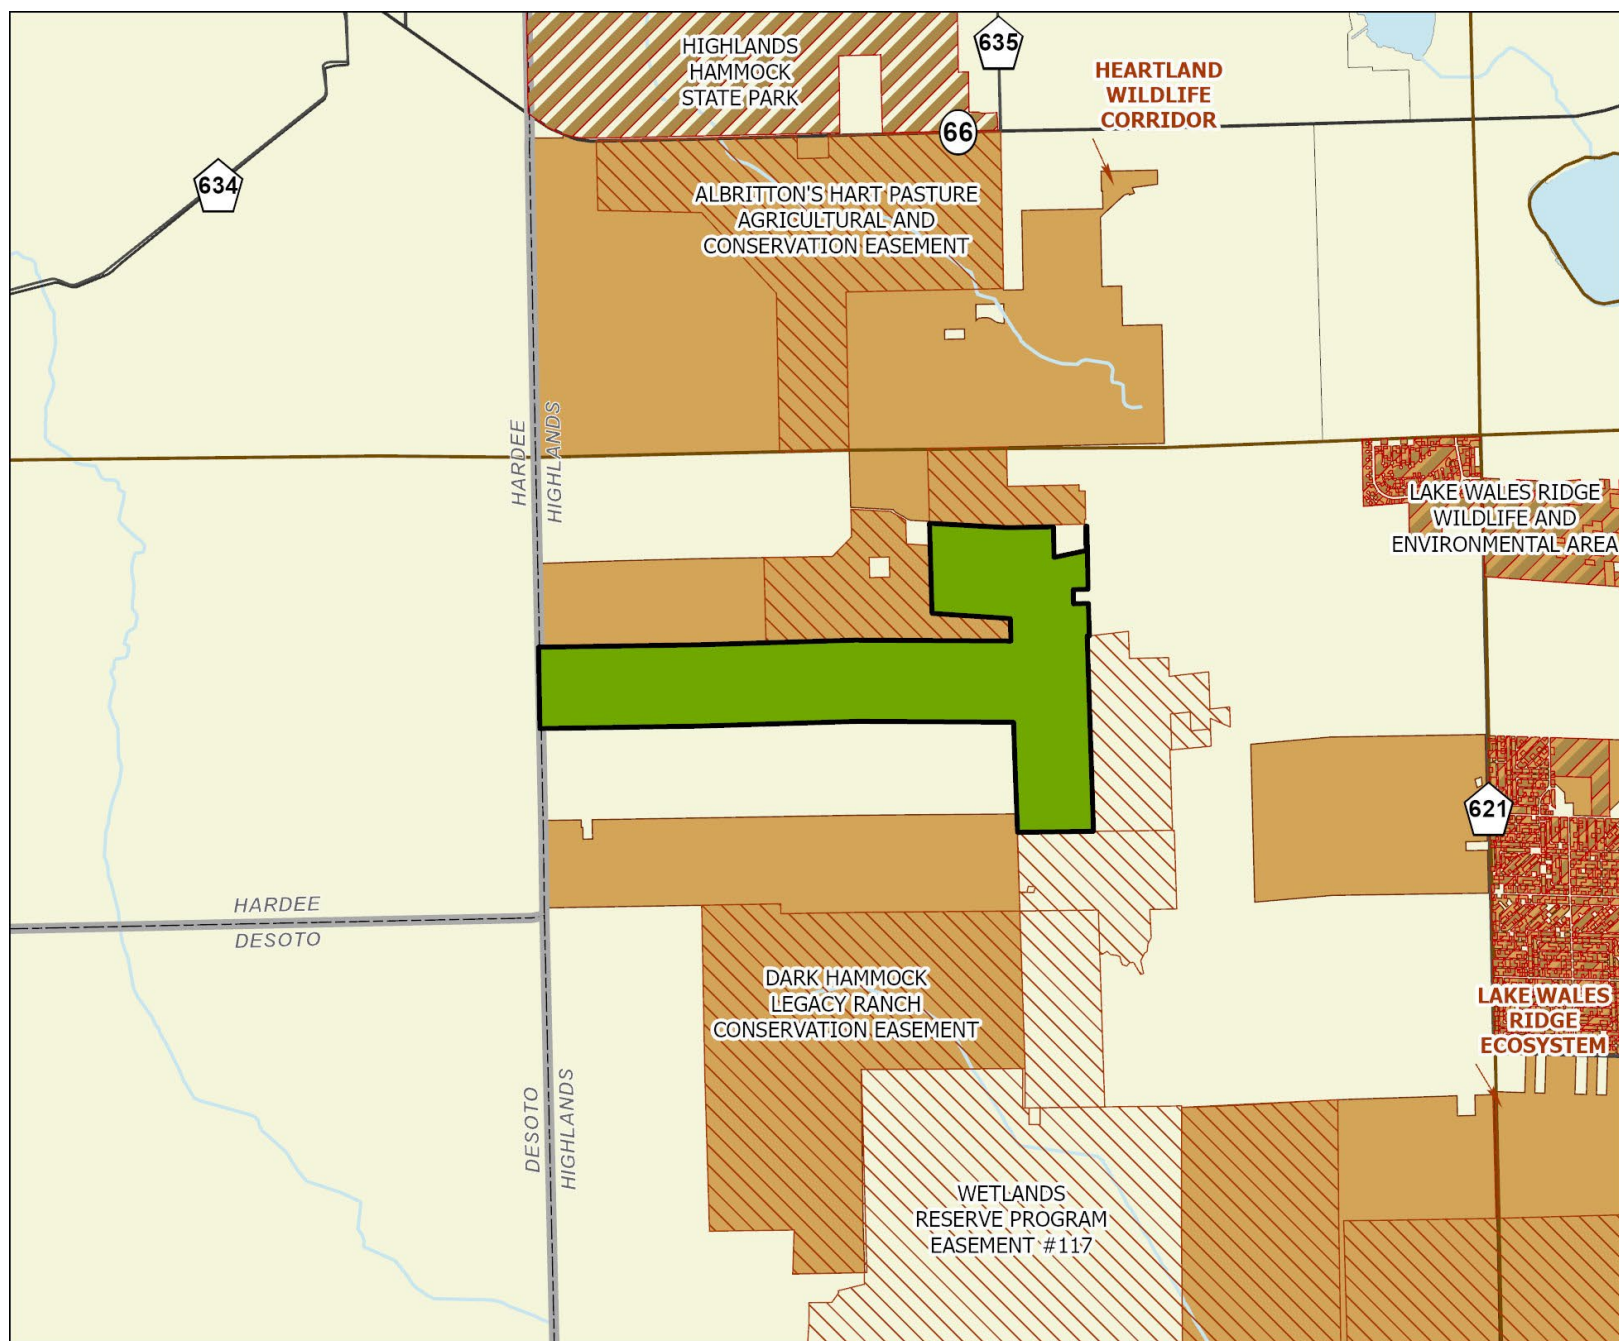 HIGHLANDS
HAMMOCK
STATE PARK
635
HEARTLAND
WILDLIFE
CORRIDOR
66
634
ALBRITTON'S HART PASTURE
AGRICULTURAL AND
CONSERVATION EASEMENT
HARDEE
HIGHLANDS
LAKE WALES RIDGE
WILDLIFE AND
ENVIRONMENTAL AREA
621
HARDEE
DESOTO
DARK HAMMOCK
LEGACY RANCH
CONSERVATION EASEMENT
LAKE WALES
RIDGE
ECOSYSTEM
DESOTO
HIGHLANDS
WETLANDS
RESERVE PROGRAM
EASEMENT #117